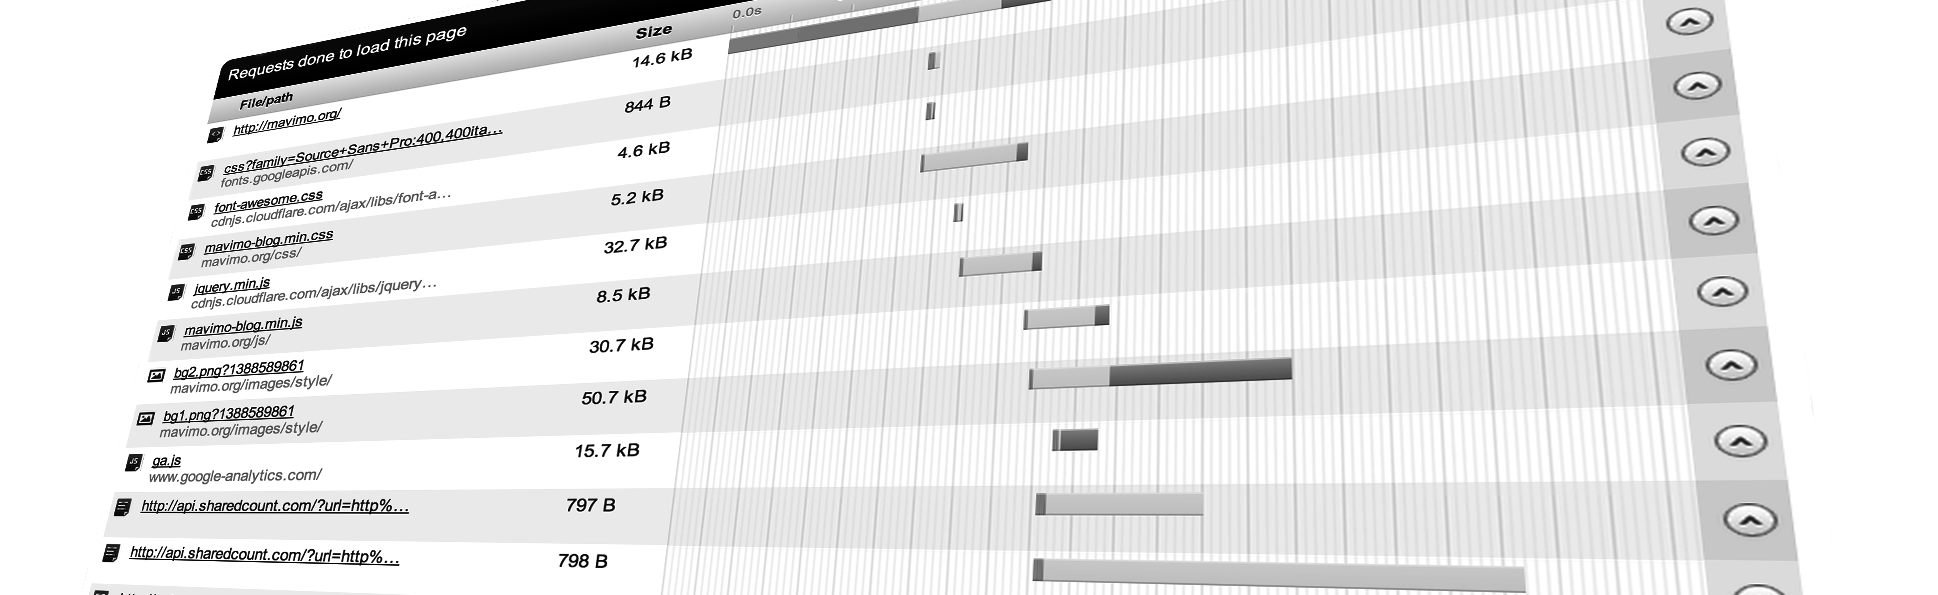 Requests done to load this page
File/path
Size
0.0s
http://mavimo.org/
14.6 kB
css?family=Source+Sans+Pro:400,400ita...
fonts.googleapis.com/
844 B
font-awesome.css
cdnjs.cloudflare.com/ajax/libs/font-a...
4.6 kB
mavimo-blog.min.css
mavimo.org/css/
5.2 kB
jquery.min.js
cdnjs.cloudflare.com/ajax/libs/jquery...
32.7 kB
mavimo-blog.min.js
mavimo.org/js/
8.5 kB
bg2.png?1388589861
mavimo.org/images/style/
30.7 kB
bg1.png?1388589861
mavimo.org/images/style/
50.7 kB
ga.js
www.google-analytics.com/
15.7 kB
http://api.sharedcount.com/?url=http%...
797 B
http://api.sharedcount.com/?url=http%...
798 B